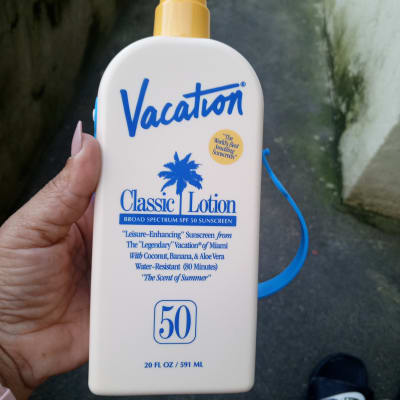 Vacation®
"The
World's Best
Smelling
Sunscreen"
Classic Lotion
BROAD SPECTRUM SPF 50 SUNSCREEN
"Leisure-Enhancing" Sunscreen from
The "Legendary" Vacation® of Miami
With Coconut, Banana, & Aloe Vera
Water-Resistant (80 Minutes)
"The Scent of Summer"
50
20 FL OZ / 591 ML